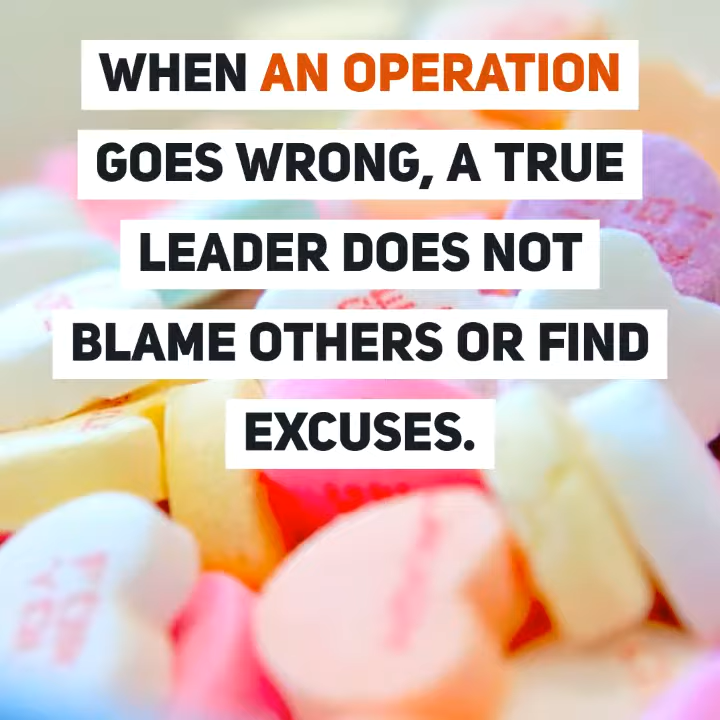 WHEN AN OPERATION
GOES WRONG, A TRUE
LEADER DOES NOT
BLAME OTHERS OR FIND
EXCUSES.